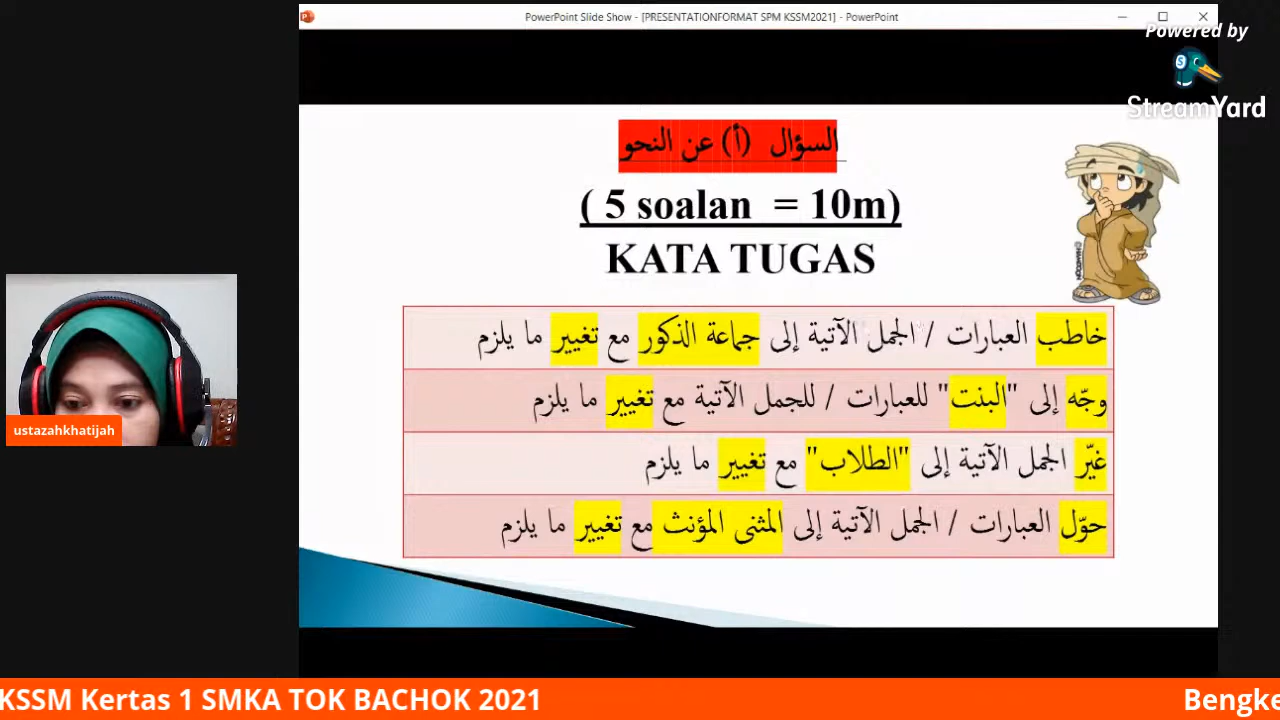 PowerPoint Slide Show - [PRESENTATIONFORMAT SPM KSSM2021] - PowerPoint
Powered by
StreamYard
السؤال (أ) عن النحو
( 5 soalan = 10m)
KATA TUGAS
خاطب العبارات / الجمل الآتية إلى جماعة الذكور مع تغيير ما يلزم
وجّه إلى "البنت" للعبارات / للجمل الآتية مع تغيير ما يلزم
غيّر الجمل الآتية إلى "الطلاب" مع تغيير ما يلزم
حوّل العبارات / الجمل الآتية إلى المثنى المؤنث مع تغيير ما يلزم
ustazahkhatijah
KSSM Kertas 1 SMKA TOK BACHOK 2021
Bengke